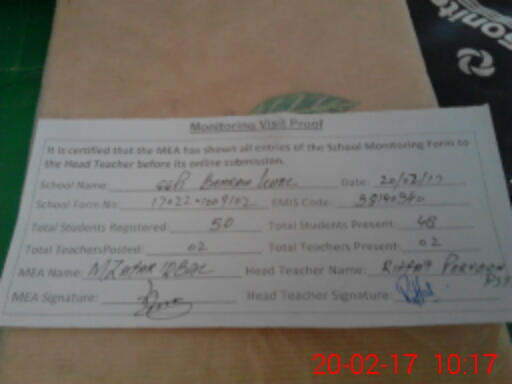 Monitoring Visit Proof
It is certified that the MEA has shown all entries of the School Monitoring Form to
the Head Teacher before its online submission.
School Name: Date: 20/02/17
School Form No: EMIS Code:
Total Students Registered: 50 Total Students Present: 48
Total TeachersPosted: 02 Total Teachers Present: 02
MEA Name: Head Teacher Name: Riffat Parveen
MEA Signature: Head Teacher Signature:
20-02-17 10:17